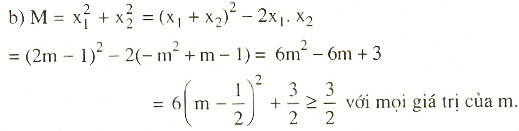 b) M = x₁² + x₂² = (x₁ + x₂)² − 2x₁. x₂
= (2m − 1)² − 2(−m² + m − 1) = 6m² − 6m + 3
= 6(m − 1/2)² + 3/2 ≥ 3/2 với mọi giá trị của m.